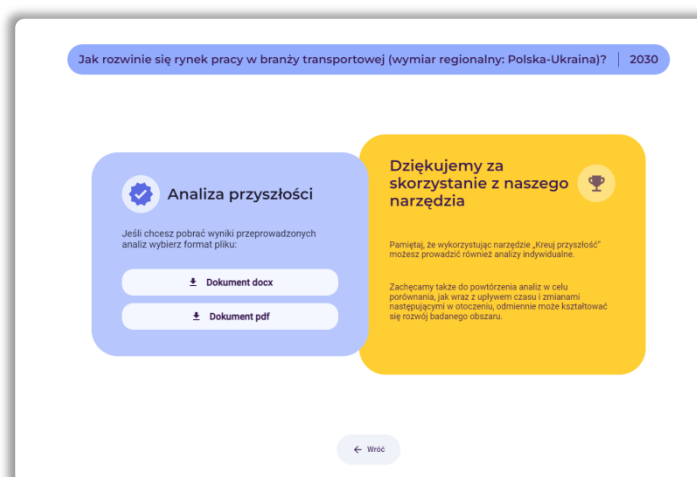 Jak rozwinie się rynek pracy w branży transportowej (wymiar regionalny: Polska-Ukraina)? | 2030
Analiza przyszłości
Jeśli chcesz pobrać wyniki przeprowadzonych
analiz wybierz format pliku:
Dokument docx
Dokument pdf
Dziękujemy za
skorzystanie z naszego
narzędzia
Pamiętaj, że wykorzystując narzędzie „Kreuj przyszłość”
możesz prowadzić również analizy indywidualne.
Zachęcamy także do powtórzenia analiz w celu
porównania, jak wraz z upływem czasu i zmianami
następującymi w otoczeniu, odmiennie może kształtować
się rozwój badanego obszaru.
Wróć